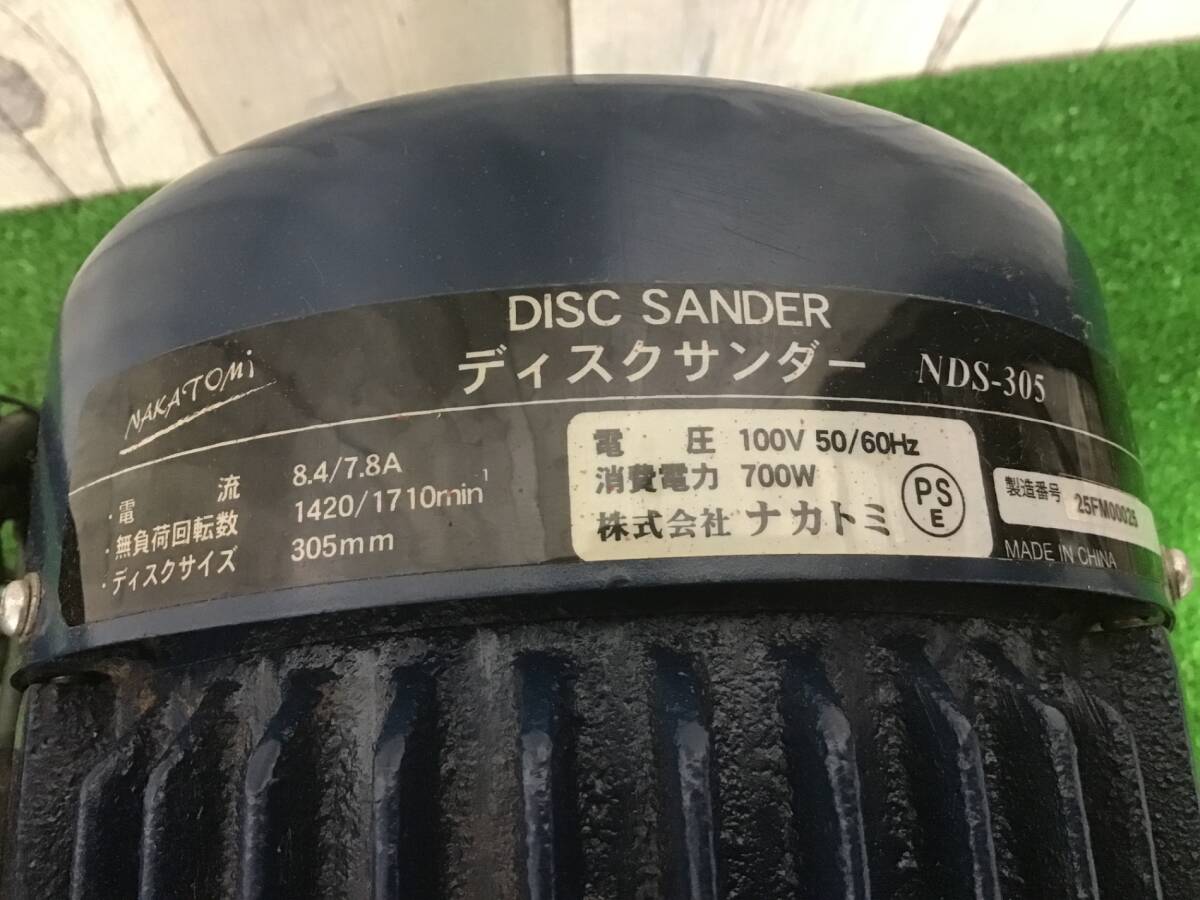 DISC SANDER
ディスクサンダー NDS-305
NAKATOMi
・電 流 8.4/7.8A
・無負荷回転数 1420/1710min¹
・ディスクサイズ 305mm
電 圧 100V 50/60Hz
消費電力 700W
株式会社 ナカトミ
PS
E
製造番号 25FM00025
MADE IN CHINA